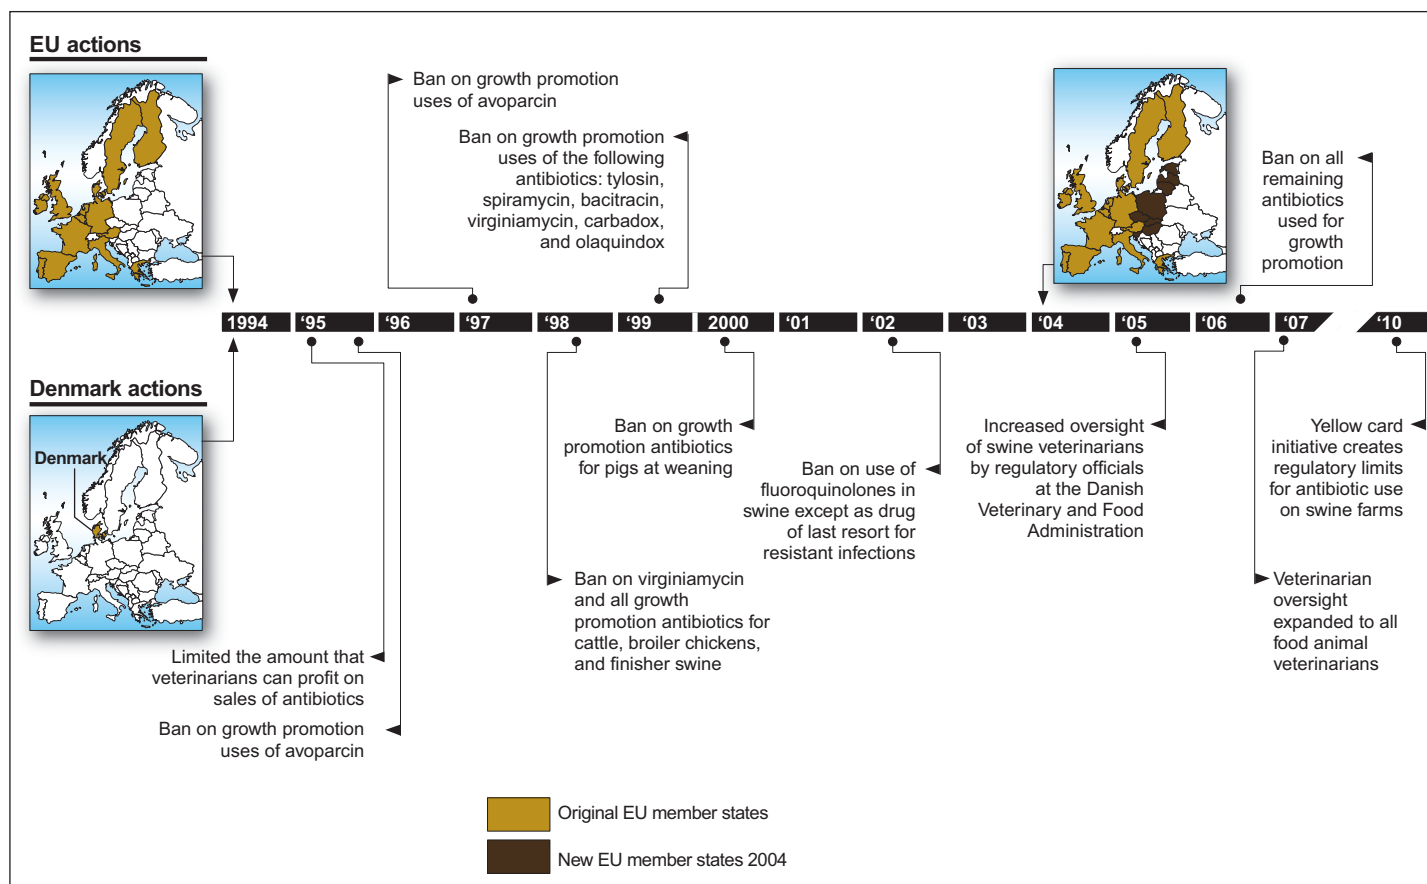 EU actions
Ban on growth promotion
uses of avoparcin
Ban on growth promotion
uses of the following
antibiotics: tylosin,
spiramycin, bacitracin,
virginiamycin, carbadox,
and olaquindox
Ban on all
remaining
antibiotics
used for
growth
promotion
1994 ‘95 ‘96 ‘97 ‘98 ‘99 2000 ‘01 ‘02 ‘03 ‘04 ‘05 ‘06 ‘07 ‘10
Denmark actions
Denmark
Limited the amount that
veterinarians can profit on
sales of antibiotics
Ban on growth promotion
uses of avoparcin
Ban on virginiamycin
and all growth
promotion antibiotics for
cattle, broiler chickens,
and finisher swine
Ban on growth
promotion antibiotics
for pigs at weaning
Ban on use of
fluoroquinolones in
swine except as drug
of last resort for
resistant infections
Increased oversight
of swine veterinarians
by regulatory officials
at the Danish
Veterinary and Food
Administration
Veterinarian
oversight
expanded to all
food animal
veterinarians
Yellow card
initiative creates
regulatory limits
for antibiotic use
on swine farms
Original EU member states
New EU member states 2004